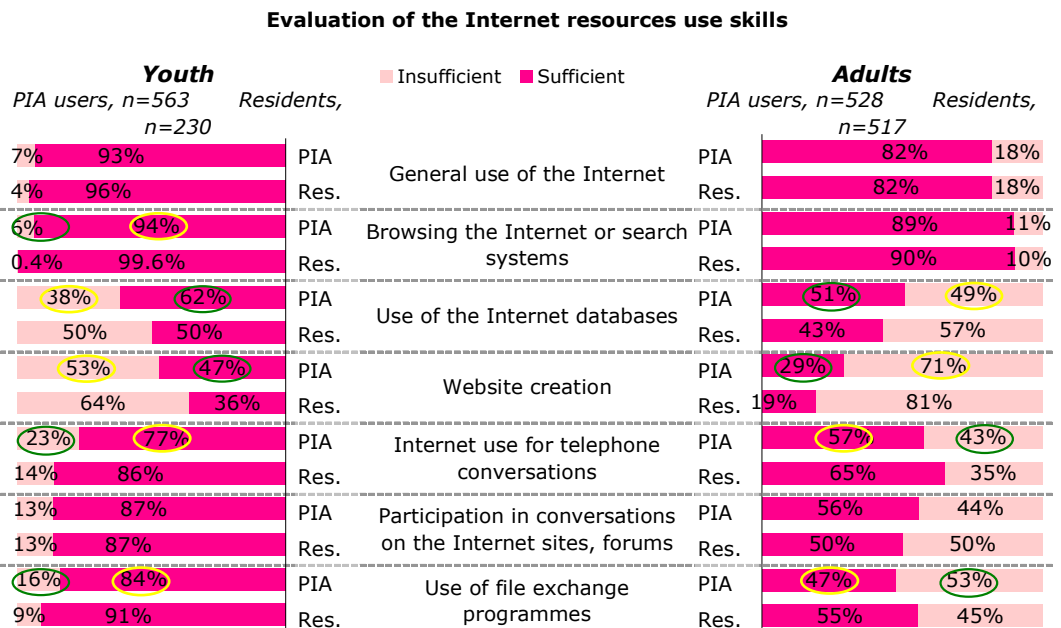 Evaluation of the Internet resources use skills
Youth
Insufficient Sufficient
Adults
PIA users, n=563 Residents,
n=230
PIA users, n=528 Residents,
n=517
7% 93% PIA General use of the Internet PIA 82% 18%
4% 96% Res. Res. 82% 18%
6% 94% PIA Browsing the Internet or search PIA 89% 11%
0.4% 99.6% Res. systems Res. 90% 10%
38% 62% PIA Use of the Internet databases PIA 51% 49%
50% 50% Res. Res. 43% 57%
53% 47% PIA Website creation PIA 29% 71%
64% 36% Res. Res. 19% 81%
23% 77% PIA Internet use for telephone PIA 57% 43%
14% 86% Res. conversations Res. 65% 35%
13% 87% PIA Participation in conversations PIA 56% 44%
13% 87% Res. on the Internet sites, forums Res. 50% 50%
16% 84% PIA Use of file exchange PIA 47% 53%
9% 91% Res. programmes Res. 55% 45%